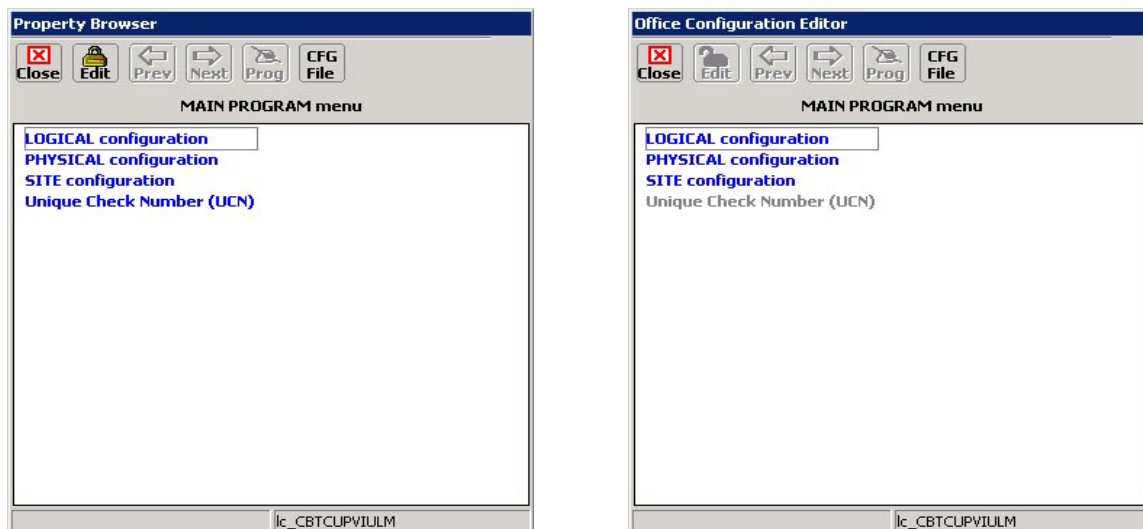 Property Browser
Close Edit Prev Next Prog CFG File
MAIN PROGRAM menu
LOGICAL configuration
PHYSICAL configuration
SITE configuration
Unique Check Number (UCN)
lc_CBTCUPVIULM
Office Configuration Editor
Close Edit Prev Next Prog CFG File
MAIN PROGRAM menu
LOGICAL configuration
PHYSICAL configuration
SITE configuration
Unique Check Number (UCN)
lc_CBTCUPVIULM